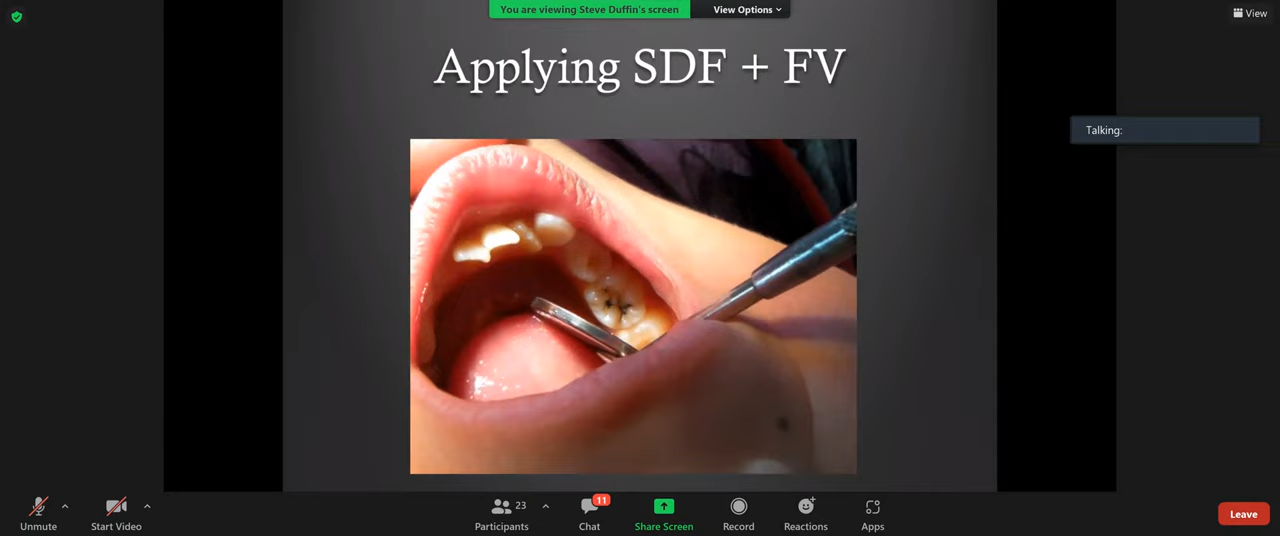 You are viewing Steve Duffin's screen
View Options
View
Applying SDF + FV
Talking:
Unmute
Start Video
23
Participants
11
Chat
Share Screen
Record
Reactions
Apps
Leave